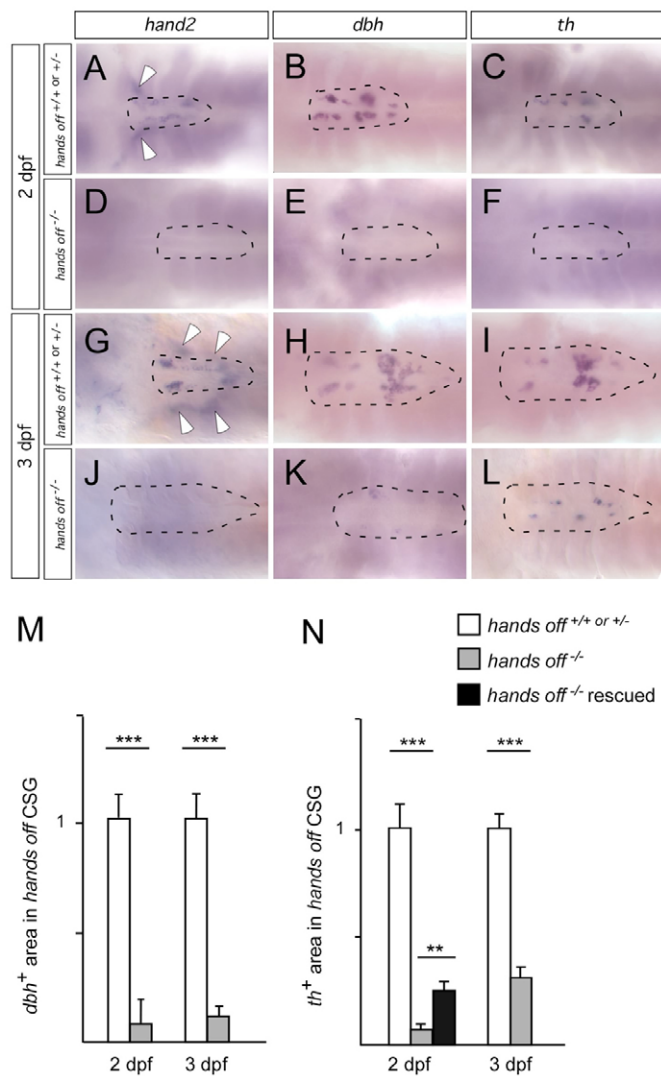 hand2 dbh th
2 dpf
hands off +/+ or +/-
A B C
hands off -/-
D E F
3 dpf
hands off +/+ or +/-
G H I
hands off -/-
J K L
M N
hands off +/+ or +/-
hands off -/-
hands off -/- rescued
*** ***
1
dbh+ area in hands off CSG
2 dpf 3 dpf
*** ***
1
**
th+ area in hands off CSG
2 dpf 3 dpf